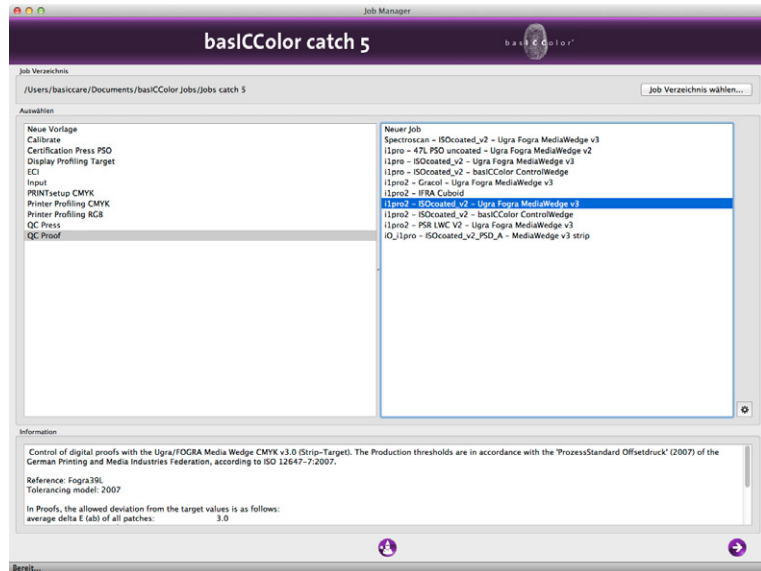 Job Manager
basICColor catch 5
basICColor
Job Verzeichnis
/Users/basiccare/Documents/basICColor Jobs/Jobs catch 5
Job Verzeichnis wählen...
Auswählen
Neue Vorlage
Calibrate
Certification Press PSO
Display Profiling Target
ECI
Input
PRINTsetup CMYK
Printer Profiling CMYK
Printer Profiling RGB
QC Press
QC Proof
Neuer Job
Spectroscan – ISOcoated_v2 – Ugra Fogra MediaWedge v3
i1pro – 47L PSO uncoated – Ugra Fogra MediaWedge v2
i1pro – ISOcoated_v2 – Ugra Fogra MediaWedge v3
i1pro – ISOcoated_v2 – basICColor ControlWedge
i1pro2 – Gracol – Ugra Fogra MediaWedge v3
i1pro2 – IFRA Cuboid
i1pro2 – ISOcoated_v2 – Ugra Fogra MediaWedge v3
i1pro2 – ISOcoated_v2 – basICColor ControlWedge
i1pro2 – PSR LWC V2 – Ugra Fogra MediaWedge v3
iO_i1pro – ISOcoated_v2_PSD_A – MediaWedge v3 strip
Information
Control of digital proofs with the Ugra/FOGRA Media Wedge CMYK v3.0 (Strip-Target). The Production thresholds are in accordance with the 'ProzessStandard Offsetdruck' (2007) of the
German Printing and Media Industries Federation, according to ISO 12647-7:2007.
Reference: Fogra39L
Tolerancing model: 2007
In Proofs, the allowed deviation from the target values is as follows:
average delta E (ab) of all patches: 3.0
Bereit...